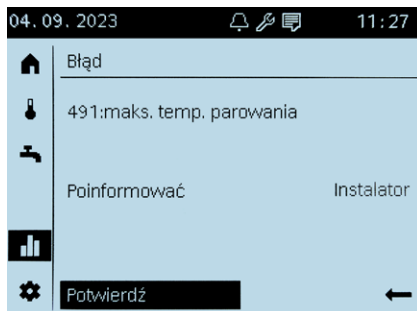 04.09.2023 11:27
Błąd
491:maks. temp. parowania
Poinformować Instalator
Potwierdź